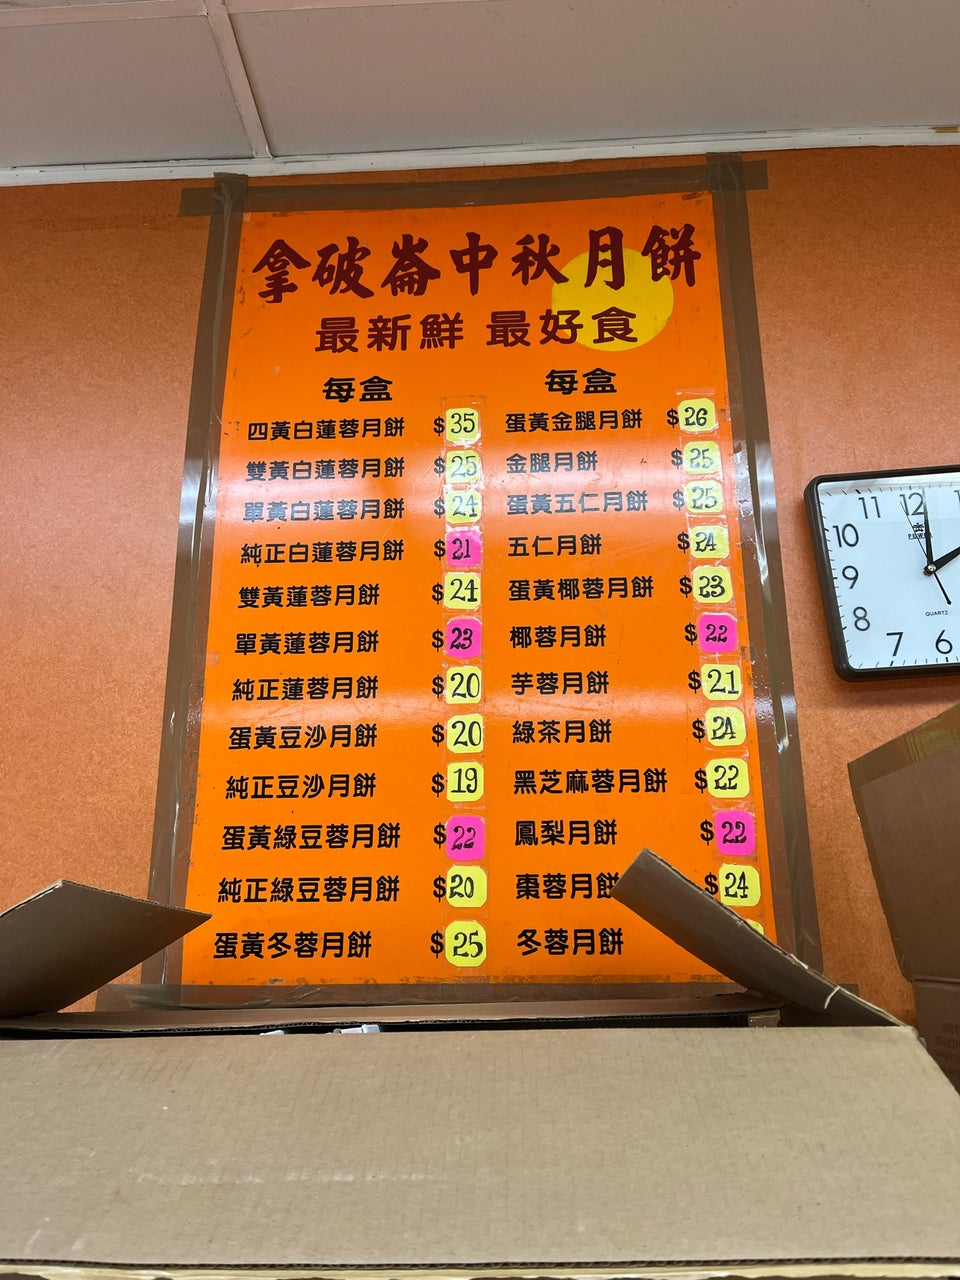 拿破崙中秋月餅
最新鮮 最好食
每盒
四黃白蓮蓉月餅 $35
雙黃白蓮蓉月餅 $25
單黃白蓮蓉月餅 $24
純正白蓮蓉月餅 $21
雙黃蓮蓉月餅 $24
單黃蓮蓉月餅 $23
純正蓮蓉月餅 $20
蛋黃豆沙月餅 $20
純正豆沙月餅 $19
蛋黃綠豆蓉月餅 $22
純正綠豆蓉月餅 $20
蛋黃冬蓉月餅 $25
每盒
蛋黃金腿月餅 $26
金腿月餅 $25
蛋黃五仁月餅 $25
五仁月餅 $24
蛋黃椰蓉月餅 $23
椰蓉月餅 $22
芋蓉月餅 $21
綠茶月餅 $24
黑芝麻蓉月餅 $22
鳳梨月餅 $22
棗蓉月餅 $24
冬蓉月餅
11 12 1
10
9
8
7 6
QUARTZ